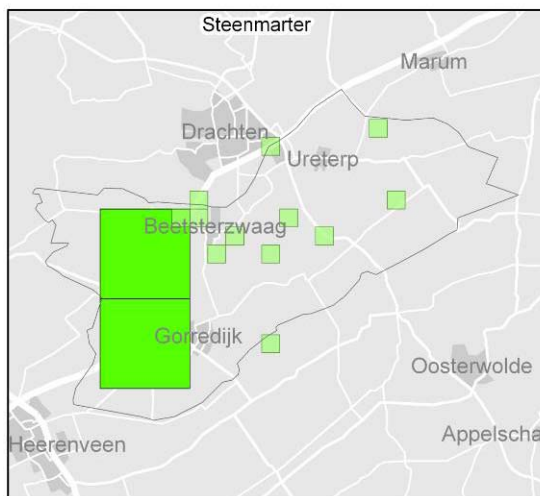 Steenmarter
Marum
Drachten
Ureterp
Beetsterzwaag
Gorredijk
Oosterwolde
Heerenveen
Appelscha